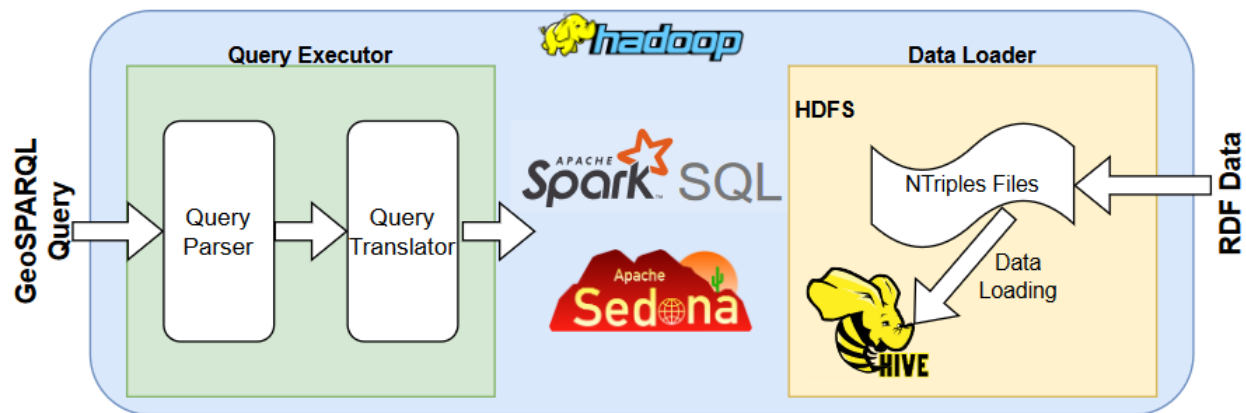 hadoop
Query Executor
Data Loader
HDFS
GeoSPARQL
Query
Query
Parser
Query
Translator
APACHE
Spark™ SQL
Apache
Sedona
NTriples Files
Data
Loading
HIVE
RDF Data